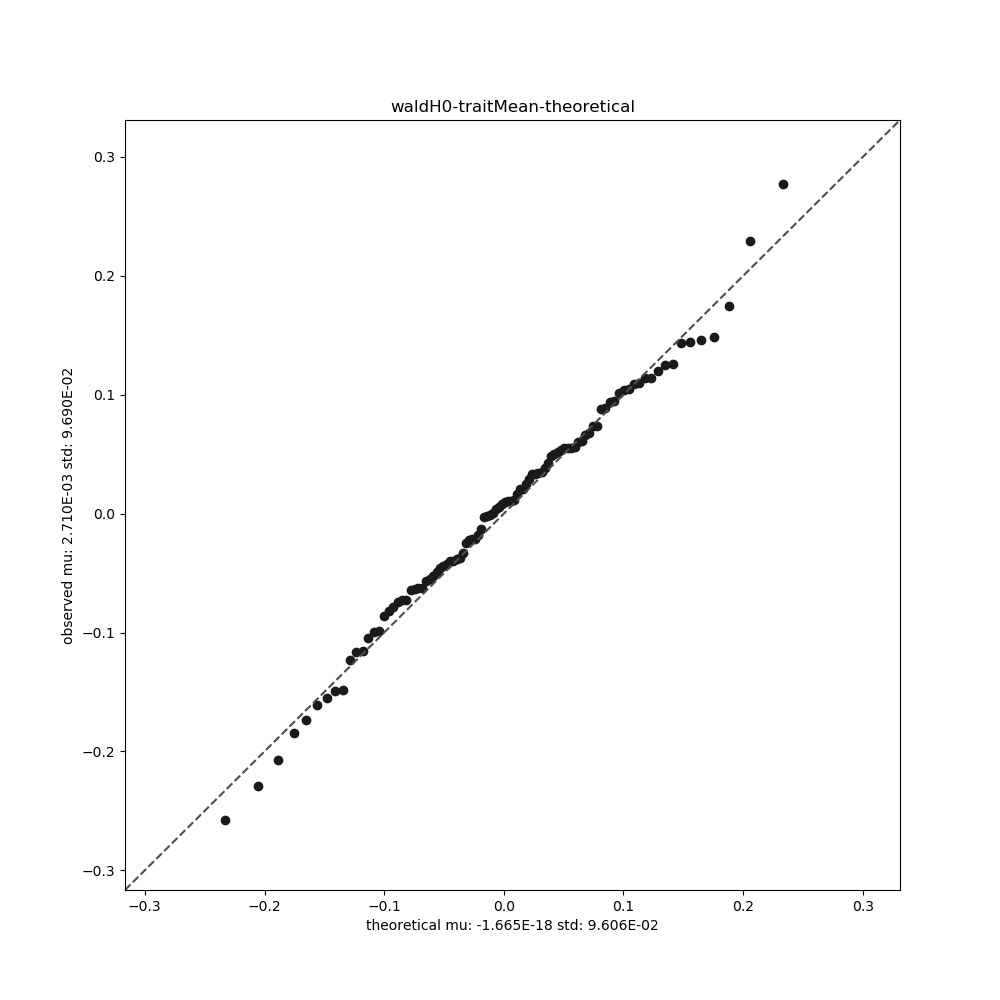 waldH0-traitMean-theoretical
0.3
0.2
0.1
0.0
−0.1
−0.2
−0.3
observed mu: 2.710E-03 std: 9.690E-02
−0.3 −0.2 −0.1 0.0 0.1 0.2 0.3
theoretical mu: -1.665E-18 std: 9.606E-02